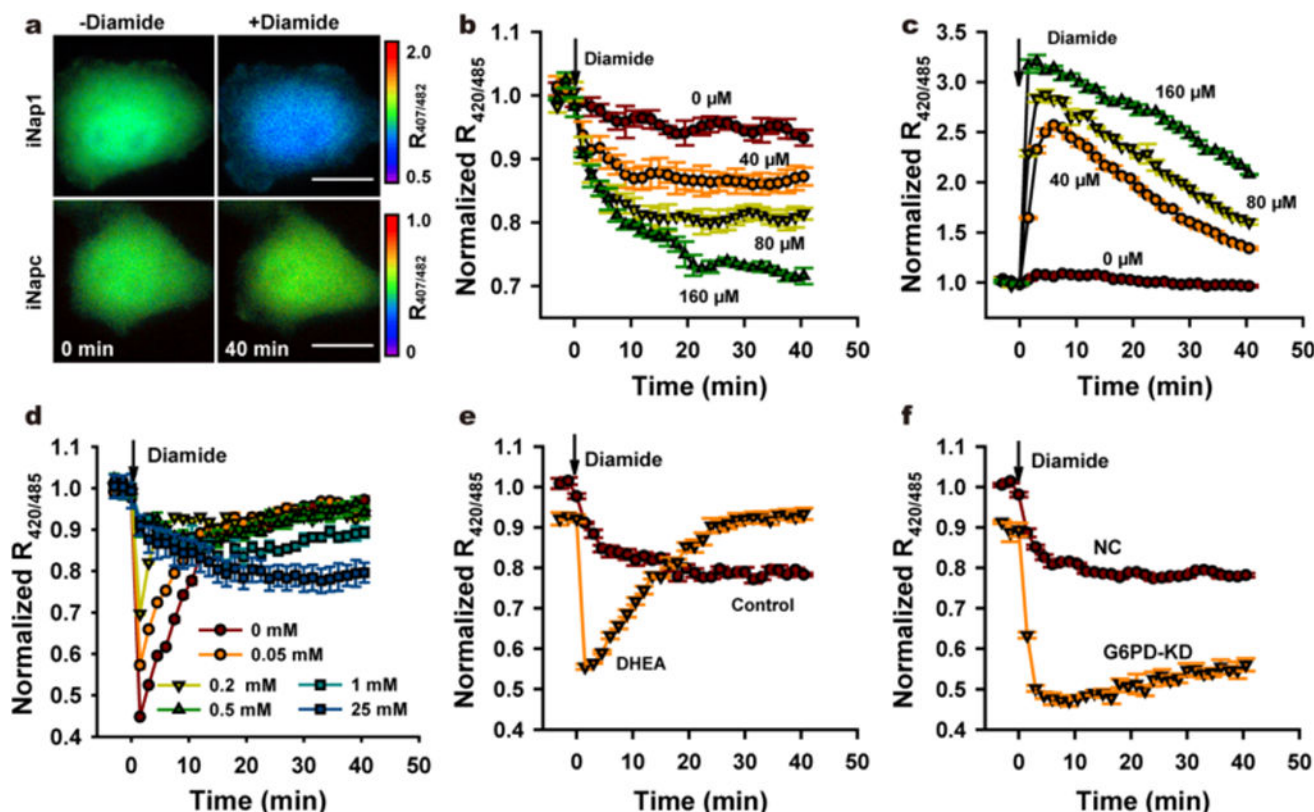 a
-Diamide +Diamide
iNap1
2.0
R407/482
0.5
iNapc
1.0
R407/482
0
0 min 40 min
b
Normalized R420/485
1.1
1.0
0.9
0.8
0.7
Diamide
0 µM
40 µM
80 µM
160 µM
0 10 20 30 40 50
Time (min)
c
Normalized R420/485
3.5
3.0
2.5
2.0
1.5
1.0
Diamide
160 µM
80 µM
40 µM
0 µM
0 10 20 30 40 50
Time (min)
d
Normalized R420/485
1.1
1.0
0.9
0.8
0.7
0.6
0.5
0.4
Diamide
0 mM
0.05 mM
0.2 mM 1 mM
0.5 mM 25 mM
0 10 20 30 40 50
Time (min)
e
Normalized R420/485
1.1
1.0
0.9
0.8
0.7
0.6
0.5
0.4
Diamide
Control
DHEA
0 10 20 30 40 50
Time (min)
f
Normalized R420/485
1.1
1.0
0.9
0.8
0.7
0.6
0.5
0.4
Diamide
NC
G6PD-KD
0 10 20 30 40 50
Time (min)